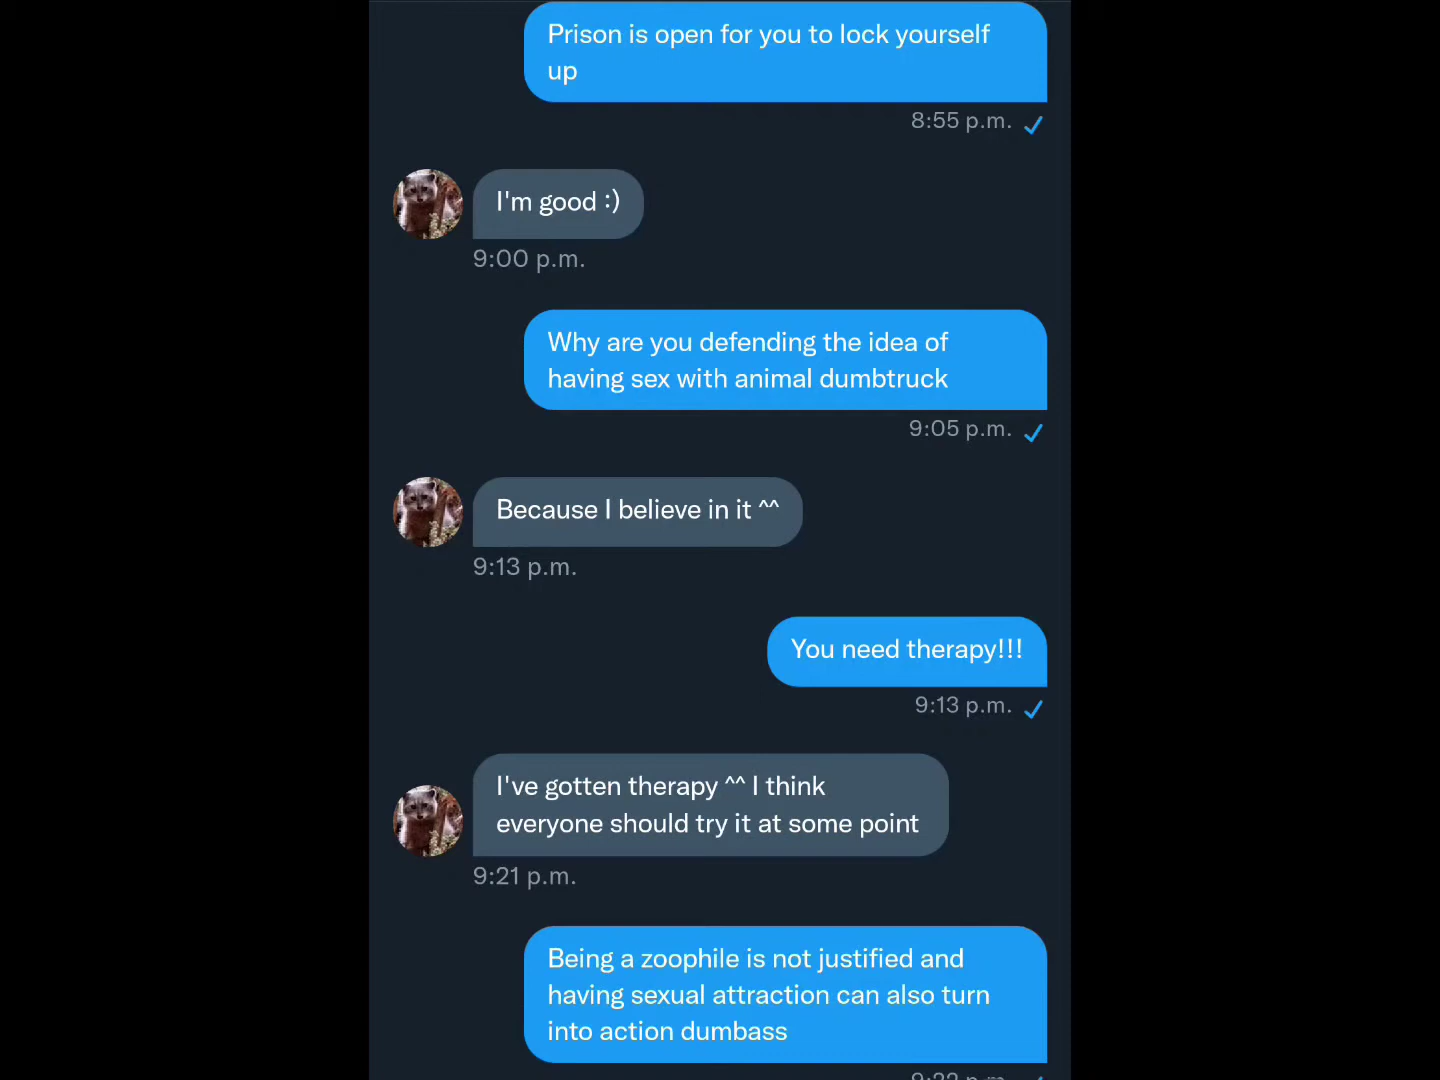 Prison is open for you to lock yourself
up
8:55 p.m.
I'm good :)
9:00 p.m.
Why are you defending the idea of
having sex with animal dumbtruck
9:05 p.m.
Because I believe in it ^^
9:13 p.m.
You need therapy!!!
9:13 p.m.
I've gotten therapy ^^ I think
everyone should try it at some point
9:21 p.m.
Being a zoophile is not justified and
having sexual attraction can also turn
into action dumbass